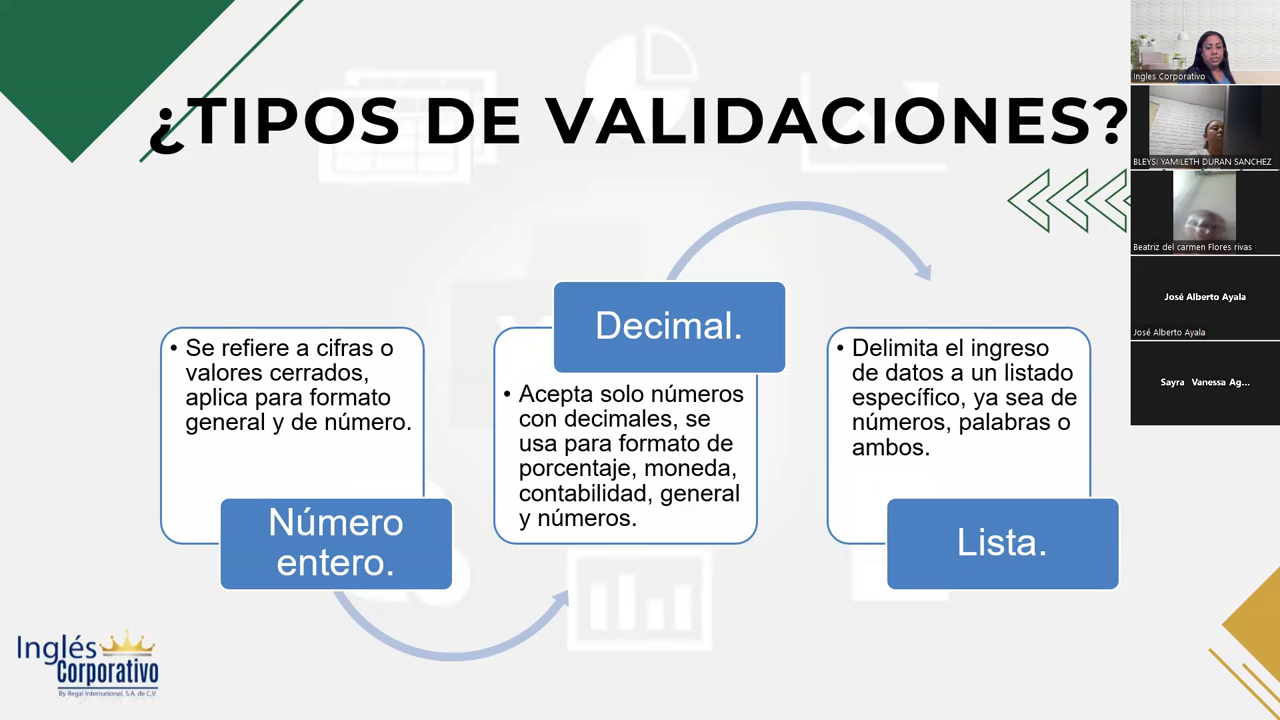 ¿TIPOS DE VALIDACIONES?
• Se refiere a cifras o
valores cerrados,
aplica para formato
general y de número.
Número
entero.
Decimal.
• Acepta solo números
con decimales, se
usa para formato de
porcentaje, moneda,
contabilidad, general
y números.
• Delimita el ingreso
de datos a un listado
específico, ya sea de
números, palabras o
ambos.
Lista.
Inglés
Corporativo
By Regal International, S.A. de C.V.
Ingles Corporativo
BLEYSI YAMILETH DURAN SANCHEZ
Beatriz del carmen Flores rivas
José Alberto Ayala
José Alberto Ayala
Sayra Vanessa Ag...